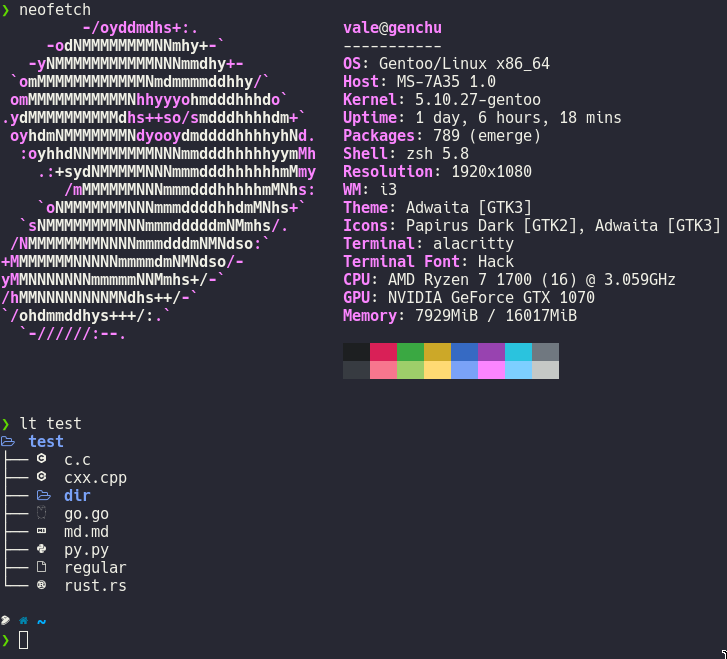 ❯ neofetch
         -/oyddmdhs+:.
     -odNMMMMMMMMNNmhy+-`
   -yNMMMMMMMMMMMNNNmmdhy+-
 `omMMMMMMMMMMMMNmdmmmmddhhy/`
 omMMMMMMMMMMMNhhyyyohmdddhhhdo`
.ydMMMMMMMMMMdhs++so/smdddhhhhdm+`
 oyhdmNMMMMMMMNdyooydmddddhhhhyhNd.
  :oyhhdNNMMMMMMMNNNmmdddhhhhhyymMh
    .:+sydNMMMMMNNNmmmdddhhhhhhmMmy
       /mMMMMMMNNNmmmdddhhhhhmMNhs:
    `oNMMMMMMMNNNmmmddddhhdmMNhs+`
  `sNMMMMMMMMNNNmmmdddddmNMmhs/.
 /NMMMMMMMMNNNNmmmdddmNMNdso:`
+MMMMMMMNNNNNmmmmdmNMNdso/-
yMMNNNNNNNmmmmmNNMmhs+/-`
/hMMNNNNNNNNMNdhs++/-`
`/ohdmmddhys+++/:.`
  `-//////:--.
vale@genchu
-----------
OS: Gentoo/Linux x86_64
Host: MS-7A35 1.0
Kernel: 5.10.27-gentoo
Uptime: 1 day, 6 hours, 18 mins
Packages: 789 (emerge)
Shell: zsh 5.8
Resolution: 1920x1080
WM: i3
Theme: Adwaita [GTK3]
Icons: Papirus Dark [GTK2], Adwaita [GTK3]
Terminal: alacritty
Terminal Font: Hack
CPU: AMD Ryzen 7 1700 (16) @ 3.059GHz
GPU: NVIDIA GeForce GTX 1070
Memory: 7929MiB / 16017MiB
❯ lt test
test
├── c.c
├── cxx.cpp
├── dir
├── go.go
├── md.md
├── py.py
├── regular
└── rust.rs
~
❯